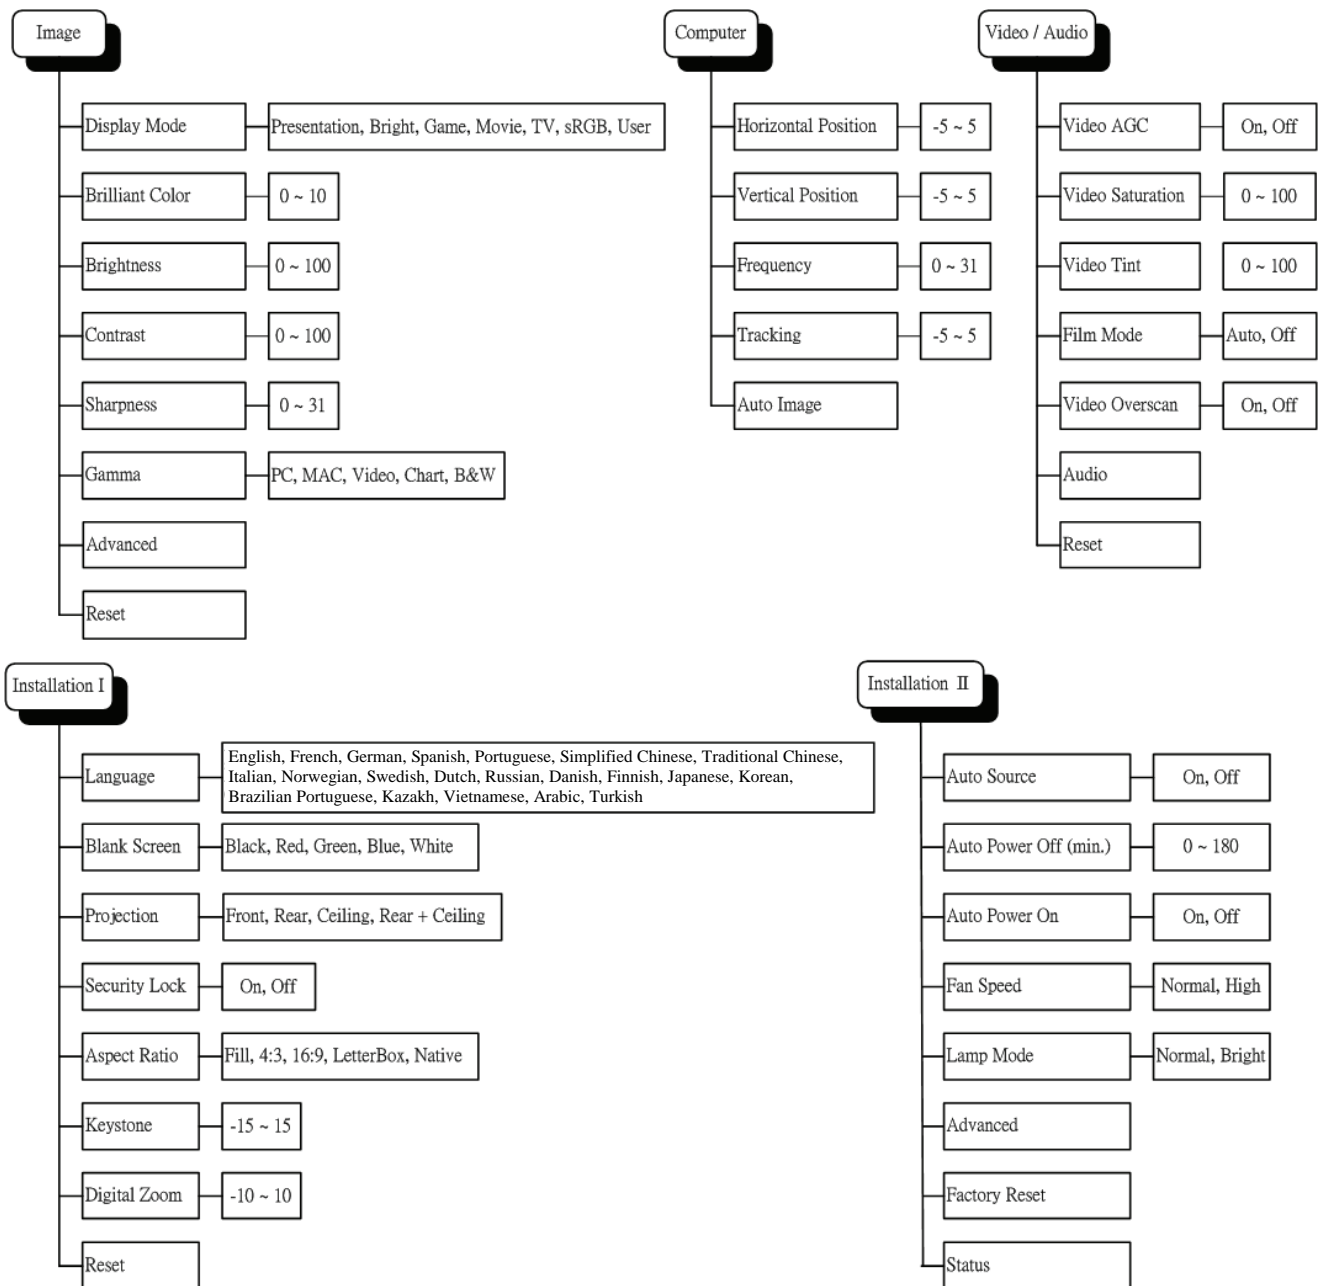 Image
Display Mode
Presentation, Bright, Game, Movie, TV, sRGB, User
Brilliant Color
0 ~ 10
Brightness
0 ~ 100
Contrast
0 ~ 100
Sharpness
0 ~ 31
Gamma
PC, MAC, Video, Chart, B&W
Advanced
Reset
Computer
Horizontal Position
-5 ~ 5
Vertical Position
-5 ~ 5
Frequency
0 ~ 31
Tracking
-5 ~ 5
Auto Image
Video / Audio
Video AGC
On, Off
Video Saturation
0 ~ 100
Video Tint
0 ~ 100
Film Mode
Auto, Off
Video Overscan
On, Off
Audio
Reset
Installation I
Language
English, French, German, Spanish, Portuguese, Simplified Chinese, Traditional Chinese,
Italian, Norwegian, Swedish, Dutch, Russian, Danish, Finnish, Japanese, Korean,
Brazilian Portuguese, Kazakh, Vietnamese, Arabic, Turkish
Blank Screen
Black, Red, Green, Blue, White
Projection
Front, Rear, Ceiling, Rear + Ceiling
Security Lock
On, Off
Aspect Ratio
Fill, 4:3, 16:9, LetterBox, Native
Keystone
-15 ~ 15
Digital Zoom
-10 ~ 10
Reset
Installation II
Auto Source
On, Off
Auto Power Off (min.)
0 ~ 180
Auto Power On
On, Off
Fan Speed
Normal, High
Lamp Mode
Normal, Bright
Advanced
Factory Reset
Status